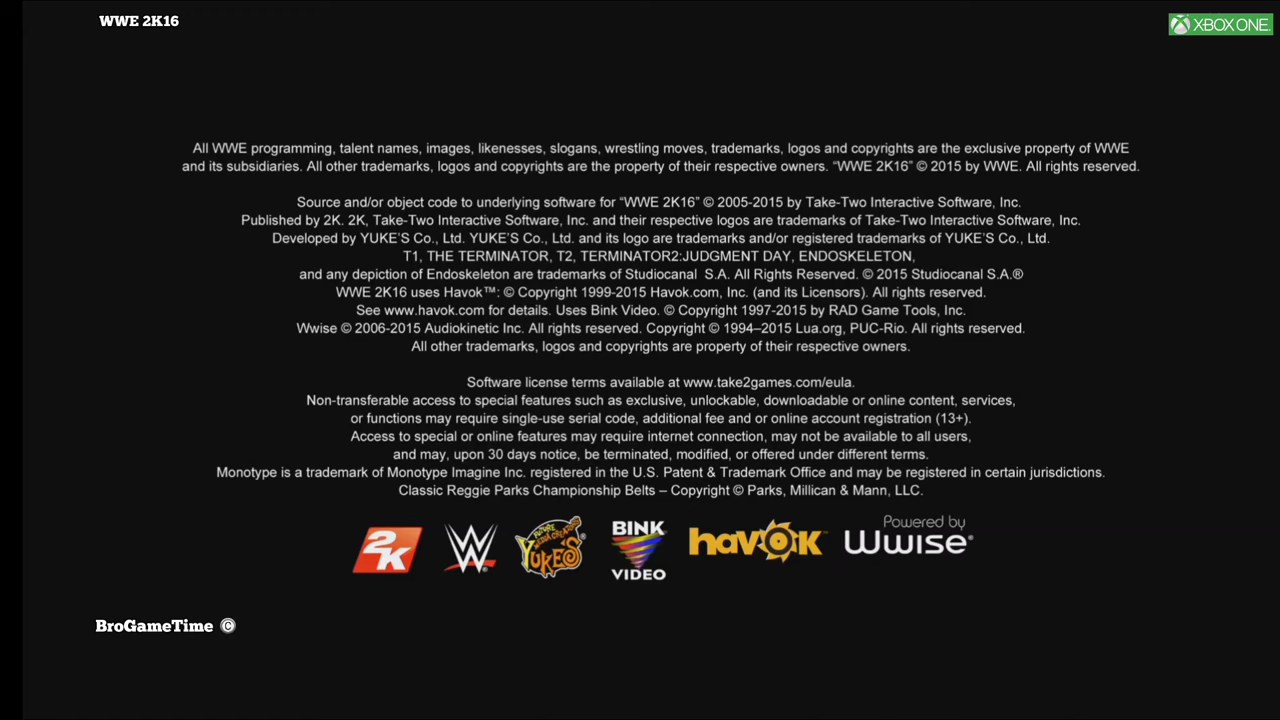 WWE 2K16
XBOX ONE
All WWE programming, talent names, images, likenesses, slogans, wrestling moves, trademarks, logos and copyrights are the exclusive property of WWE
and its subsidiaries. All other trademarks, logos and copyrights are the property of their respective owners. “WWE 2K16” © 2015 by WWE. All rights reserved.
Source and/or object code to underlying software for “WWE 2K16” © 2005-2015 by Take-Two Interactive Software, Inc.
Published by 2K. 2K, Take-Two Interactive Software, Inc. and their respective logos are trademarks of Take-Two Interactive Software, Inc.
Developed by YUKE’S Co., Ltd. YUKE’S Co., Ltd. and its logo are trademarks and/or registered trademarks of YUKE’S Co., Ltd.
T1, THE TERMINATOR, T2, TERMINATOR2:JUDGMENT DAY, ENDOSKELETON,
and any depiction of Endoskeleton are trademarks of Studiocanal S.A. All Rights Reserved. © 2015 Studiocanal S.A.®
WWE 2K16 uses Havok™: © Copyright 1999-2015 Havok.com, Inc. (and its Licensors). All rights reserved.
See www.havok.com for details. Uses Bink Video. © Copyright 1997-2015 by RAD Game Tools, Inc.
Wwise © 2006-2015 Audiokinetic Inc. All rights reserved. Copyright © 1994–2015 Lua.org, PUC-Rio. All rights reserved.
All other trademarks, logos and copyrights are property of their respective owners.
Software license terms available at www.take2games.com/eula.
Non-transferable access to special features such as exclusive, unlockable, downloadable or online content, services,
or functions may require single-use serial code, additional fee and or online account registration (13+).
Access to special or online features may require internet connection, may not be available to all users,
and may, upon 30 days notice, be terminated, modified, or offered under different terms.
Monotype is a trademark of Monotype Imagine Inc. registered in the U.S. Patent & Trademark Office and may be registered in certain jurisdictions.
Classic Reggie Parks Championship Belts – Copyright © Parks, Millican & Mann, LLC.
2K
W
FUTURE MEDIA CREATOR YUKE'S ®
BINK VIDEO
havok
Powered by
wwise
BroGameTime ©